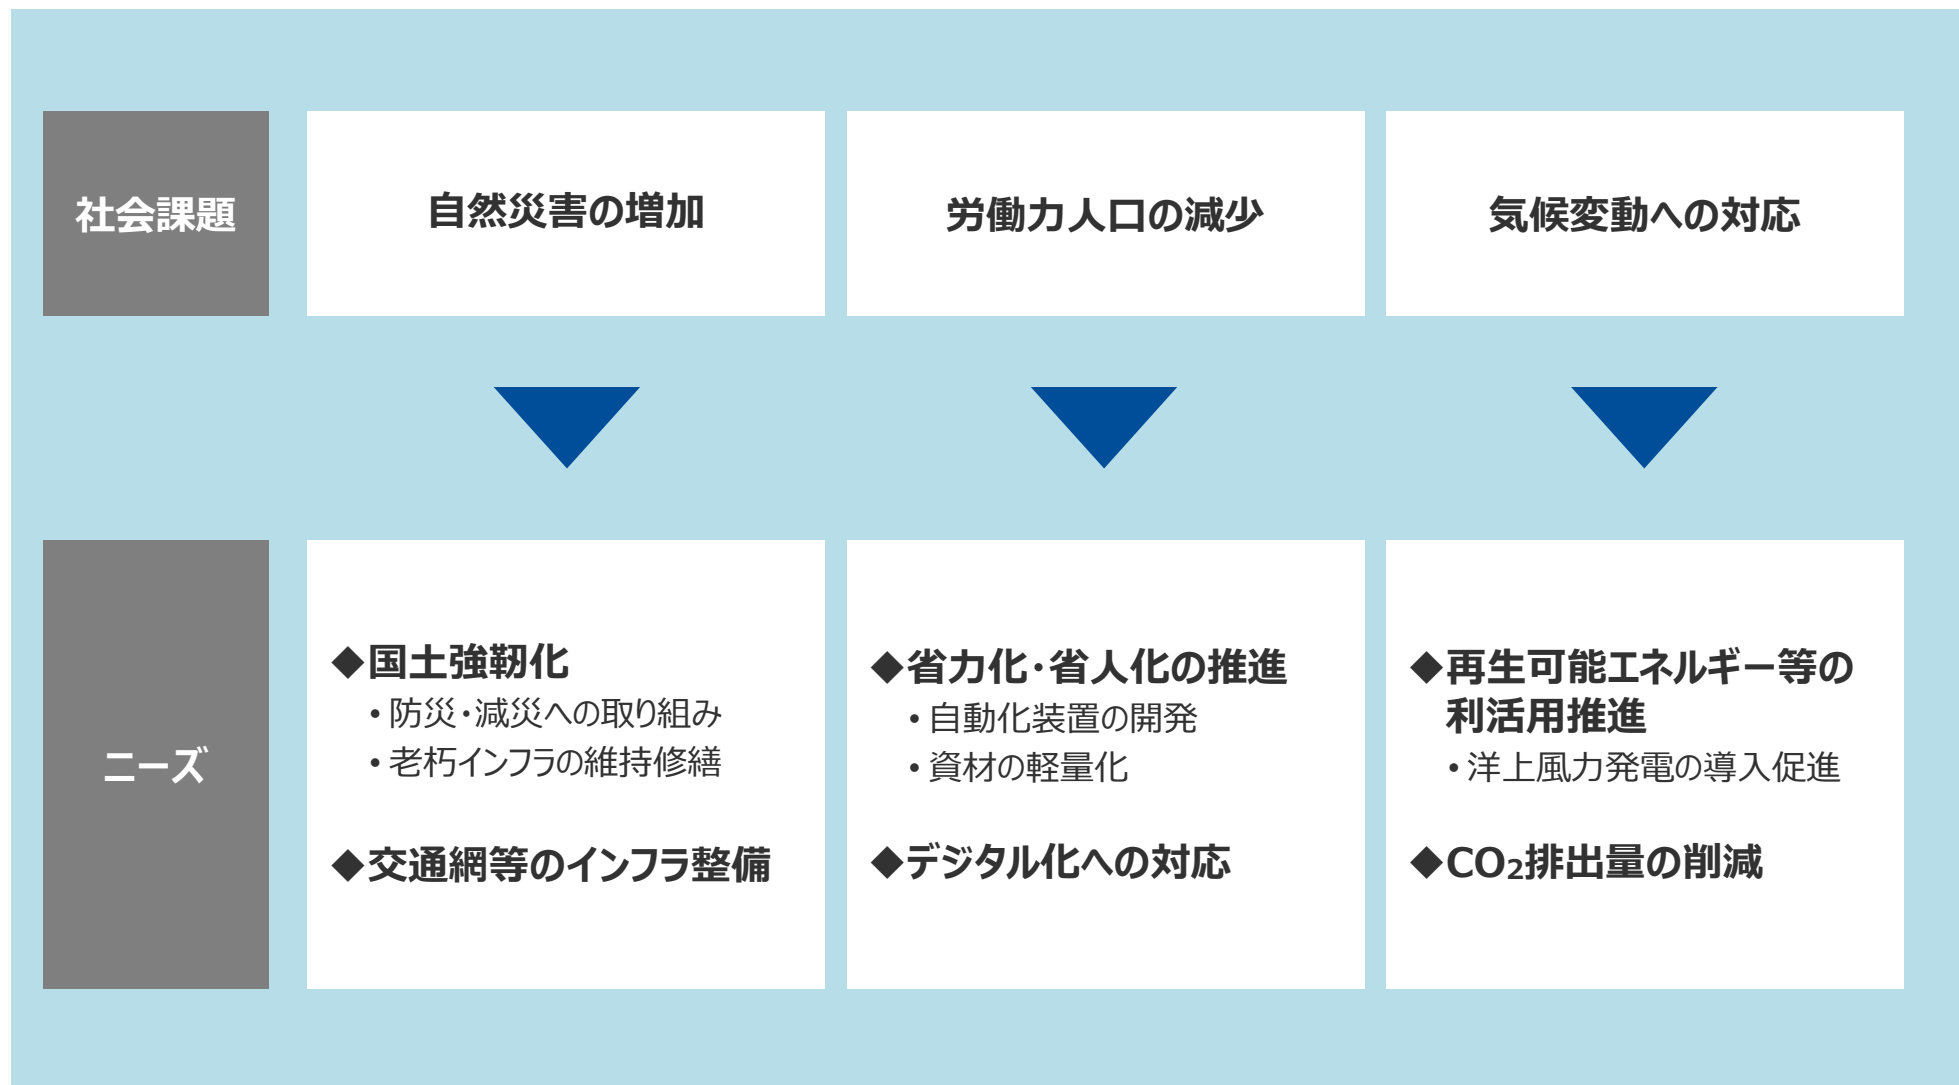 社会課題
自然災害の増加
労働力人口の減少
気候変動への対応
ニーズ
◆国土強靭化
・防災・減災への取り組み
・老朽インフラの維持修繕
◆交通網等のインフラ整備
◆省力化・省人化の推進
・自動化装置の開発
・資材の軽量化
◆デジタル化への対応
◆再生可能エネルギー等の
利活用推進
・洋上風力発電の導入促進
◆CO₂排出量の削減